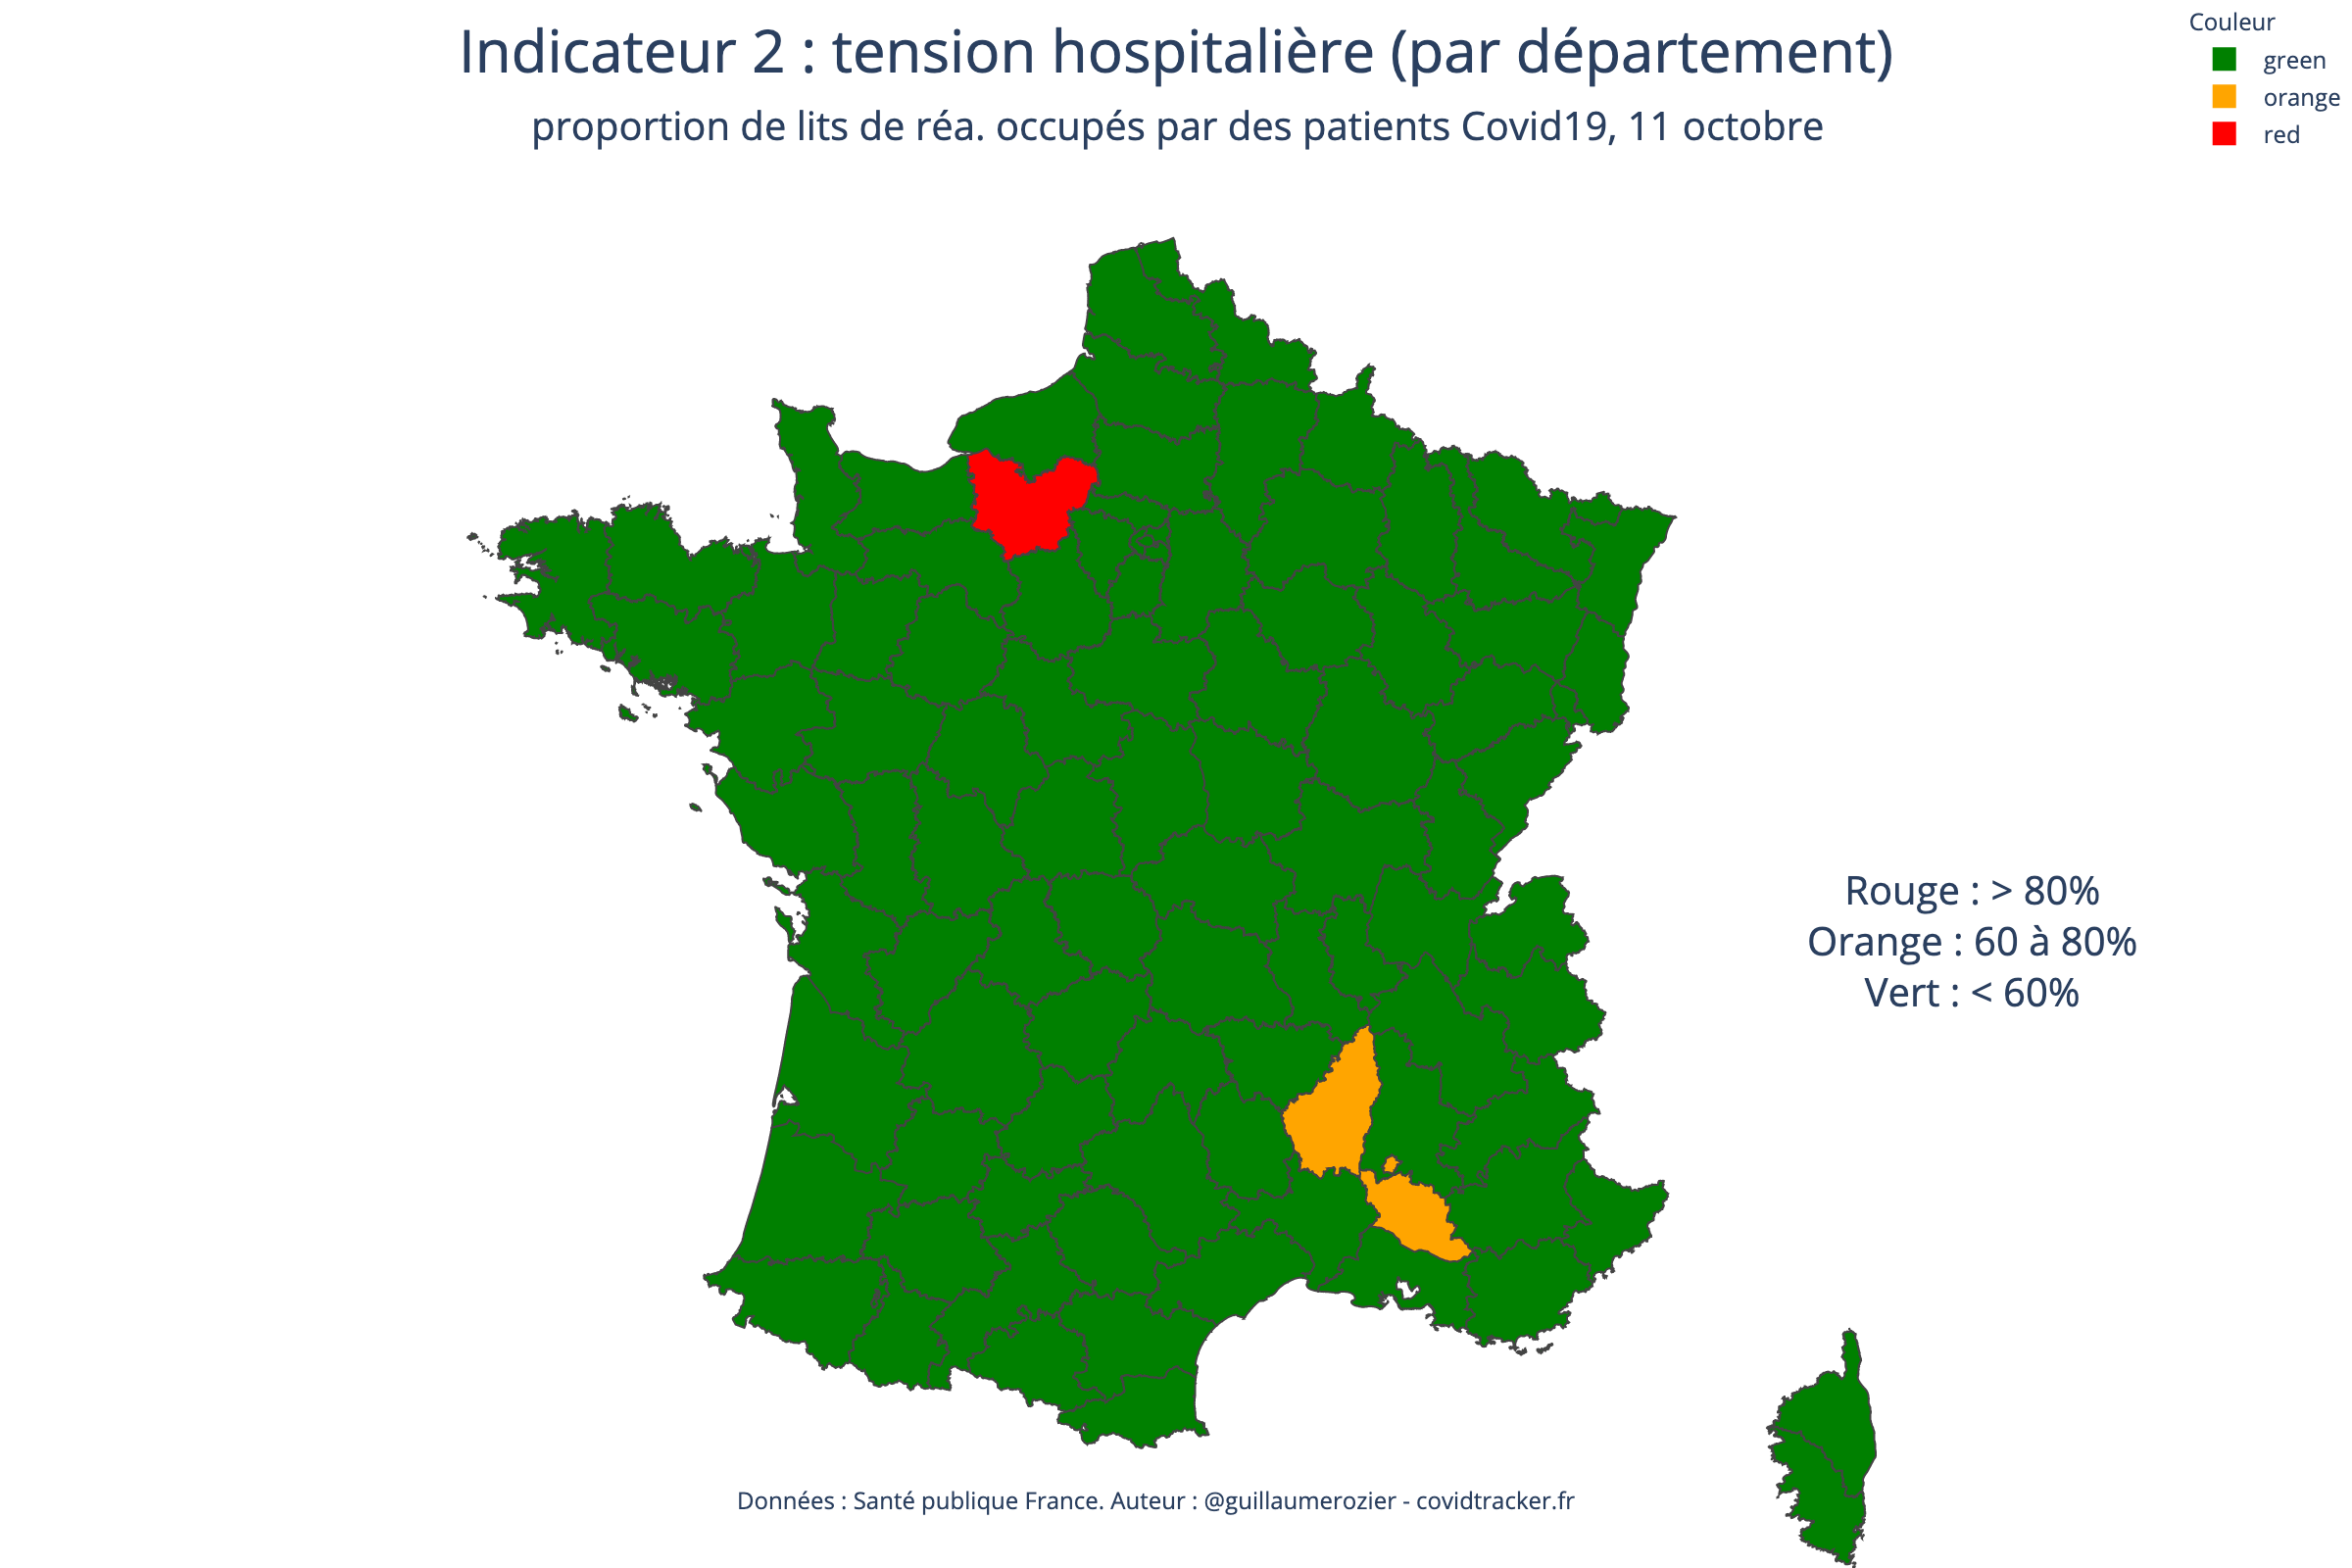 Indicateur 2 : tension hospitalière (par département)
proportion de lits de réa. occupés par des patients Covid19, 11 octobre
Couleur
green
orange
red
Rouge : > 80%
Orange : 60 à 80%
Vert : < 60%
Données : Santé publique France. Auteur : @guillaumerozier - covidtracker.fr